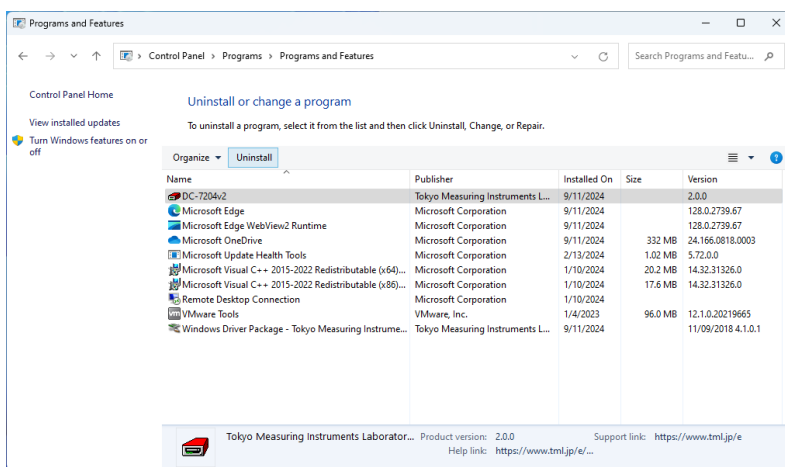 Programs and Features
Control Panel > Programs > Programs and Features
Search Programs and Featu...
Control Panel Home
View installed updates
Turn Windows features on or
off
Uninstall or change a program
To uninstall a program, select it from the list and then click Uninstall, Change, or Repair.
Organize Uninstall
Name Publisher Installed On Size Version
DC-7204v2 Tokyo Measuring Instruments L... 9/11/2024 2.0.0
Microsoft Edge Microsoft Corporation 9/11/2024 128.0.2739.67
Microsoft Edge WebView2 Runtime Microsoft Corporation 9/11/2024 128.0.2739.67
Microsoft OneDrive Microsoft Corporation 9/11/2024 332 MB 24.166.0818.0003
Microsoft Update Health Tools Microsoft Corporation 2/13/2024 1.02 MB 5.72.0.0
Microsoft Visual C++ 2015-2022 Redistributable (x64)... Microsoft Corporation 1/10/2024 20.2 MB 14.32.31326.0
Microsoft Visual C++ 2015-2022 Redistributable (x86)... Microsoft Corporation 1/10/2024 17.6 MB 14.32.31326.0
Remote Desktop Connection Microsoft Corporation 1/10/2024
vm VMware Tools VMware, Inc. 1/4/2023 96.0 MB 12.1.0.20219665
Windows Driver Package - Tokyo Measuring Instrume... Tokyo Measuring Instruments L... 9/11/2024 11/09/2018 4.1.0.1
Tokyo Measuring Instruments Laborator... Product version: 2.0.0 Support link: https://www.tml.jp/e
Help link: https://www.tml.jp/e/...